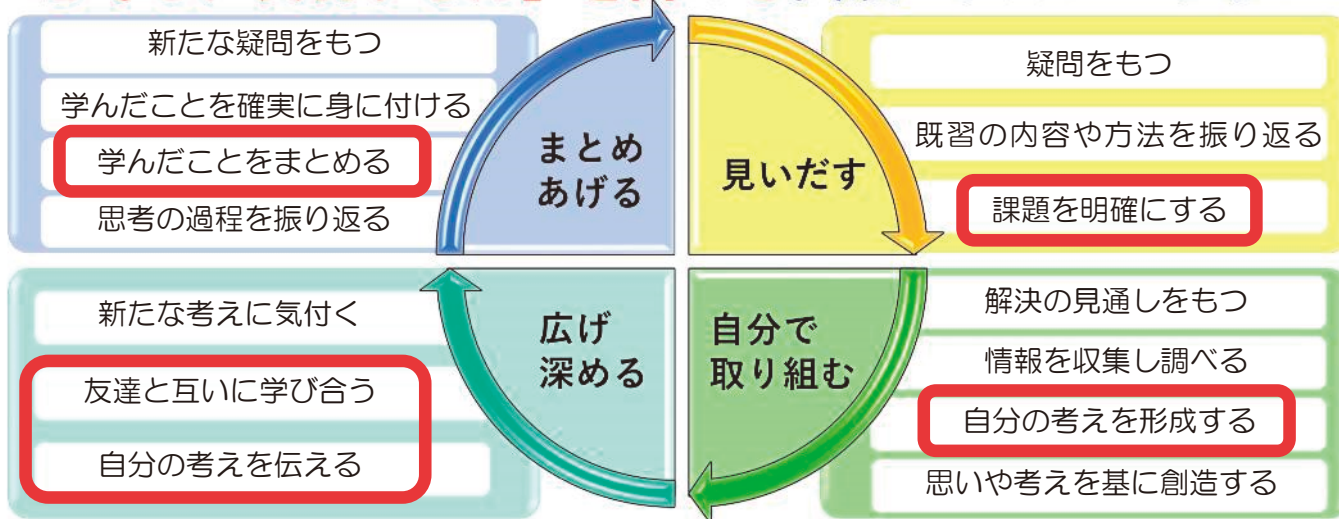 新たな疑問をもつ
学んだことを確実に身に付ける
学んだことをまとめる
思考の過程を振り返る
まとめ
あげる
見いだす
疑問をもつ
既習の内容や方法を振り返る
課題を明確にする
新たな考えに気付く
友達と互いに学び合う
自分の考えを伝える
広げ
深める
自分で
取り組む
解決の見通しをもつ
情報を収集し調べる
自分の考えを形成する
思いや考えを基に創造する